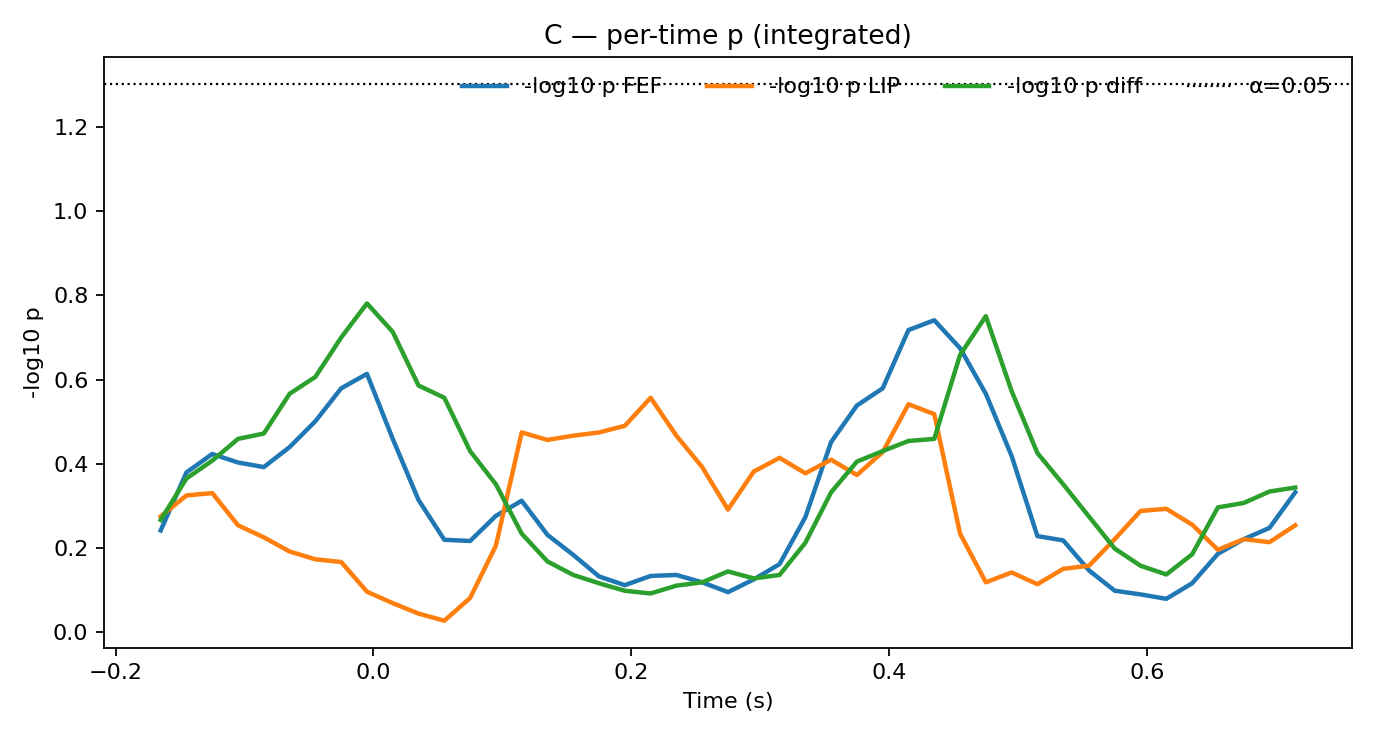 C — per-time p (integrated)
-log10 p FEF -log10 p LIP -log10 p diff α=0.05
1.2
1.0
0.8
0.6
0.4
0.2
0.0
-log10 p
−0.2 0.0 0.2 0.4 0.6
Time (s)